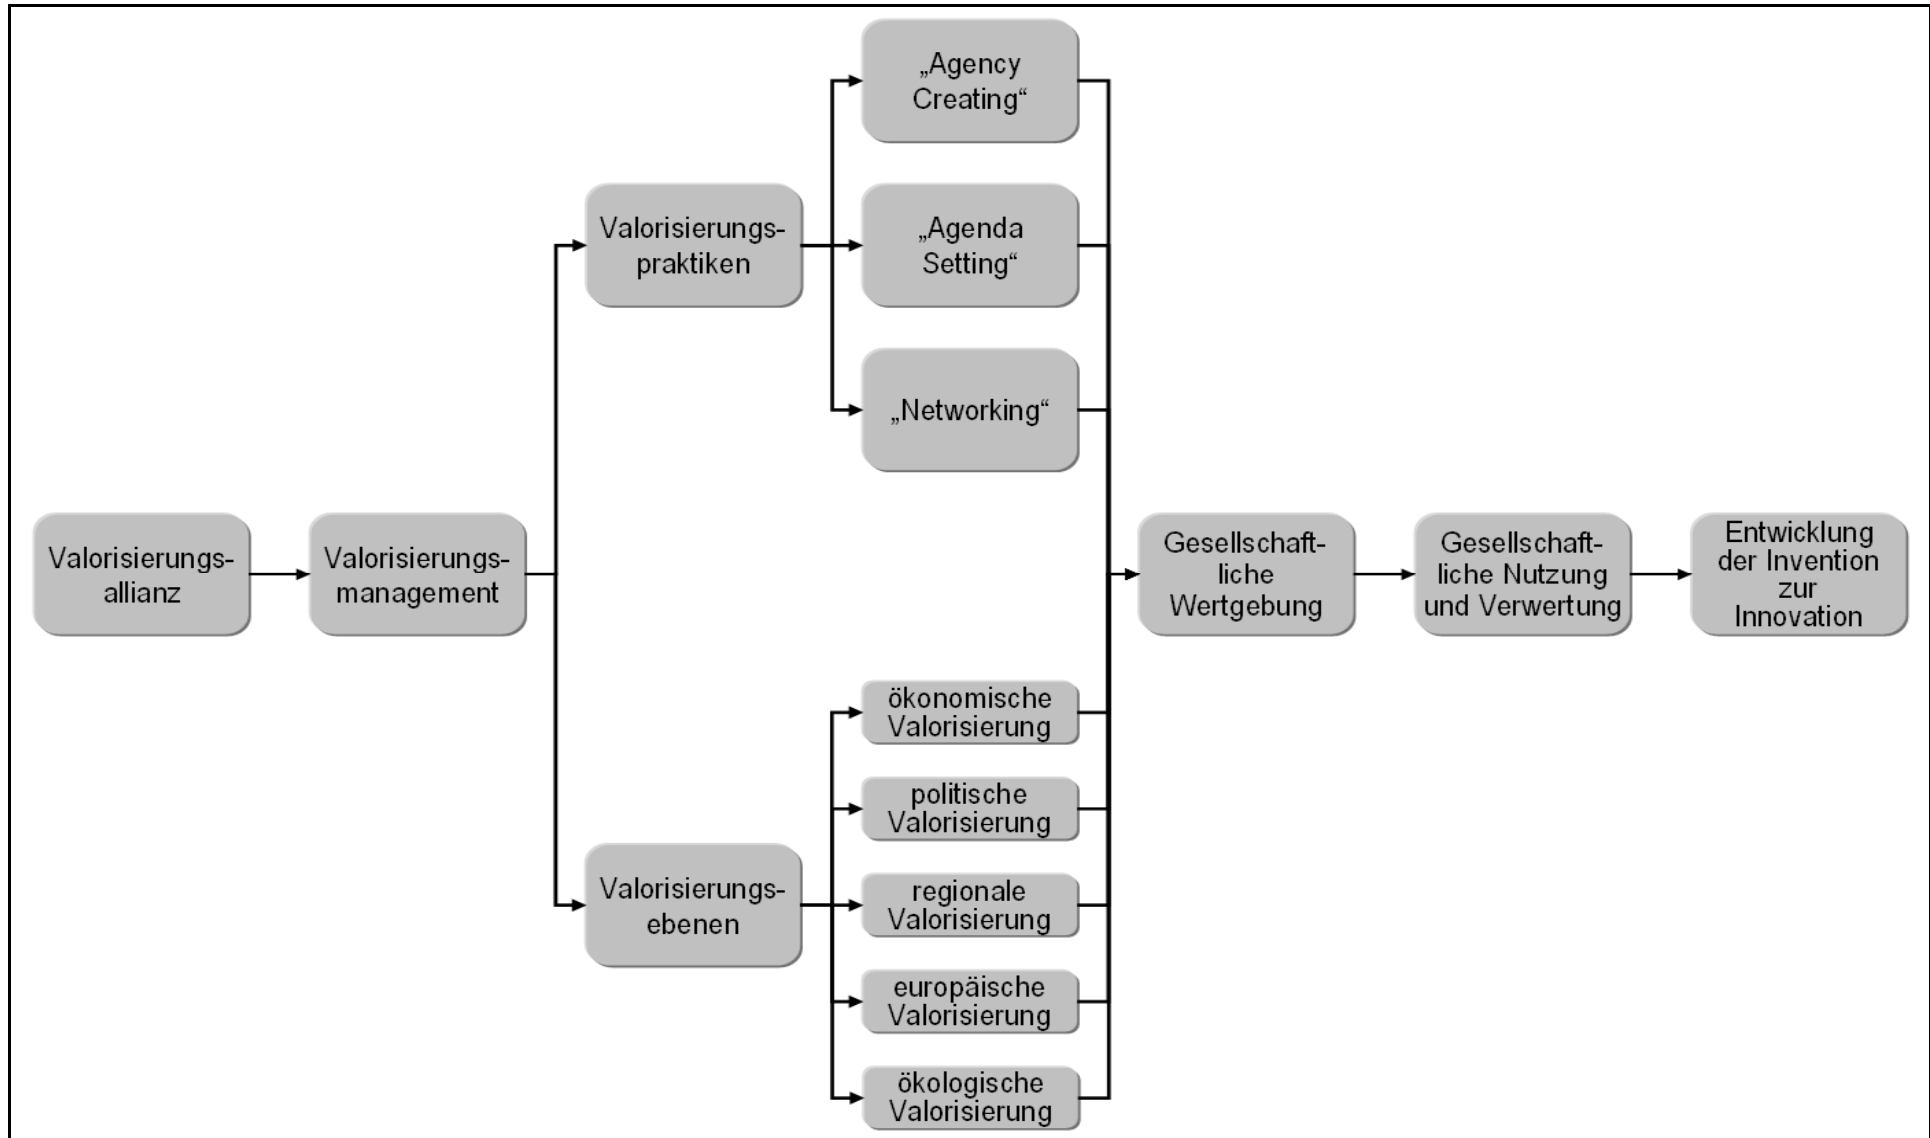 „Agency
Creating“
Valorisierungs-
praktiken
„Agenda
Setting“
„Networking“
Valorisierungs-
allianz
Valorisierungs-
management
Gesellschaft-
liche
Wertgebung
Gesellschaft-
liche Nutzung
und Verwertung
Entwicklung
der Invention
zur
Innovation
ökonomische
Valorisierung
politische
Valorisierung
Valorisierungs-
ebenen
regionale
Valorisierung
europäische
Valorisierung
ökologische
Valorisierung